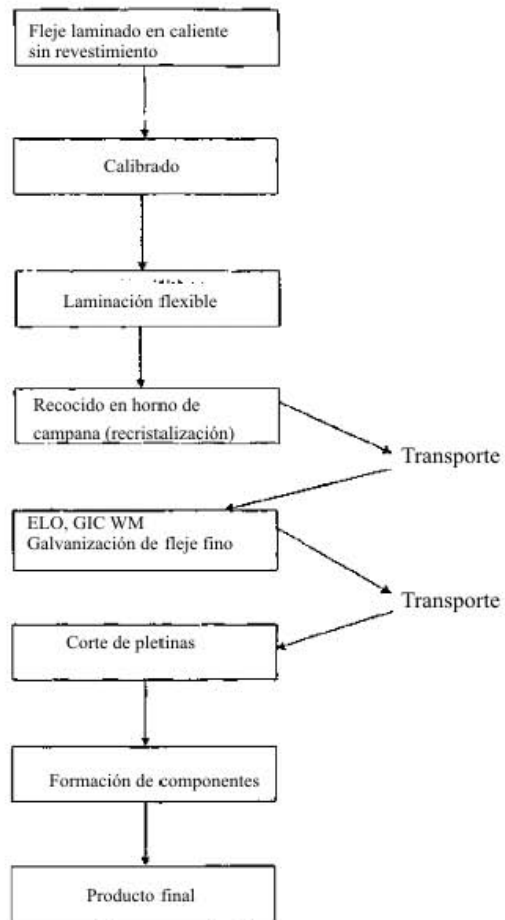 Fleje laminado en caliente
sin revestimiento
Calibrado
Laminación flexible
Recocido en horno de
campana (recristalización)
Transporte
ELO, GIC WM
Galvanización de fleje fino
Transporte
Corte de pletinas
Formación de componentes
Producto final